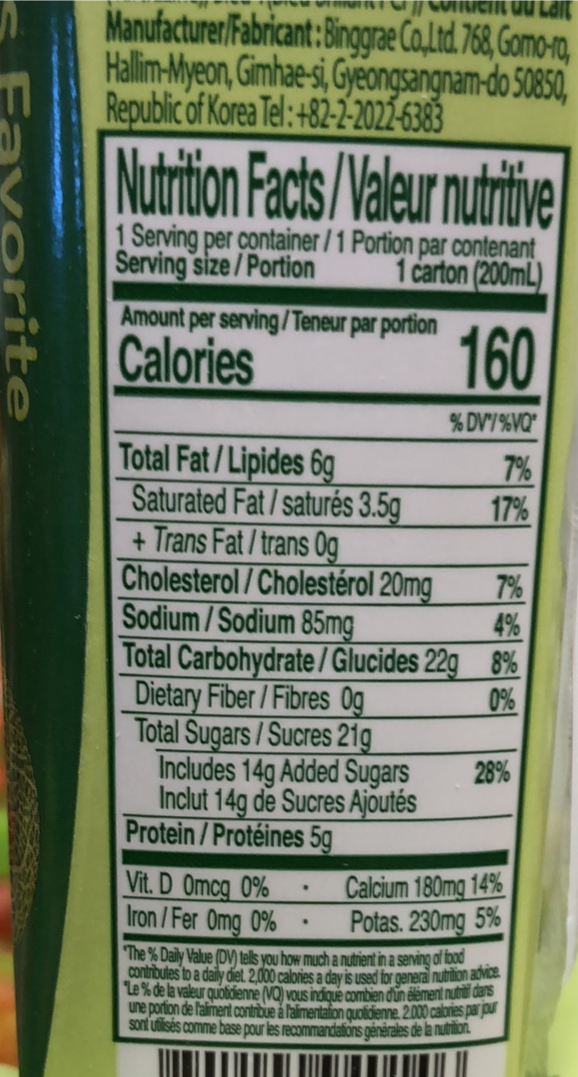 Contient du Lait
Manufacturer/Fabricant : Binggrae Co.,Ltd. 768, Gomo-ro,
Hallim-Myeon, Gimhae-si, Gyeongsangnam-do 50850,
Republic of Korea Tel : +82-2-2022-6383
Favorite
Nutrition Facts / Valeur nutritive
1 Serving per container / 1 Portion par contenant
Serving size / Portion 1 carton (200mL)
Amount per serving / Teneur par portion
Calories 160
% DV*/%VQ*
Total Fat / Lipides 6g 7%
Saturated Fat / saturés 3.5g 17%
+ Trans Fat / trans 0g
Cholesterol / Cholestérol 20mg 7%
Sodium / Sodium 85mg 4%
Total Carbohydrate / Glucides 22g 8%
Dietary Fiber / Fibres 0g 0%
Total Sugars / Sucres 21g
Includes 14g Added Sugars 28%
Inclut 14g de Sucres Ajoutés
Protein / Protéines 5g
Vit. D 0mcg 0% · Calcium 180mg 14%
Iron / Fer 0mg 0% · Potas. 230mg 5%
*The % Daily Value (DV) tells you how much a nutrient in a serving of food
contributes to a daily diet. 2,000 calories a day is used for general nutrition advice.
*Le % de la valeur quotidienne (VQ) vous indique combien d'un élément nutritif dans
une portion de l'aliment contribue à l'alimentation quotidienne. 2.000 calories par jour
sont utilisés comme base pour les recommandations générales de la nutrition.